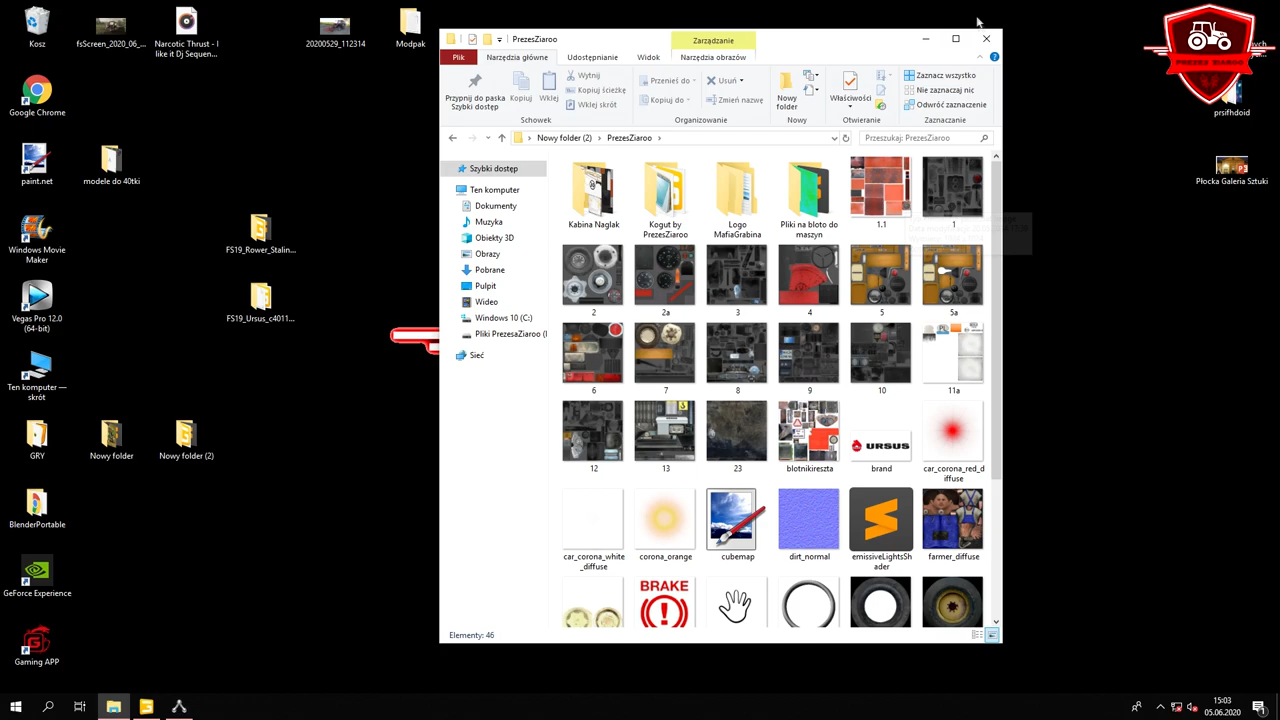 Kosz
fsScreen_2020_06_...
Narcotic Thrust - I
like it Dj Sequen...
20200529_112314
Modpak
Google Chrome
paint.net
modele do 40tki
Windows Movie
Maker
FS19_Rower_Stalin...
Vegas Pro 12.0
(64-bit)
FS19_Ursus_c4011...
Ten komputer —
skrót
GRY
Nowy folder
Nowy folder (2)
BlenderPortable
GeForce Experience
Gaming APP
PrezesZiaroo
Zarządzanie
Plik
Narzędzia główne
Udostępnianie
Widok
Narzędzia obrazów
Przypnij do paska
Szybki dostęp
Kopiuj
Wklej
Wytnij
Kopiuj ścieżkę
Wklej skrót
Schowek
Przenieś do
Kopiuj do
Usuń
Zmień nazwę
Organizowanie
Nowy
folder
Nowy
Właściwości
Otwieranie
Zaznacz wszystko
Nie zaznaczaj nic
Odwróć zaznaczenie
Zaznaczanie
Nowy folder (2)
PrezesZiaroo
Przeszukaj: PrezesZiaroo
Szybki dostęp
Ten komputer
Dokumenty
Muzyka
Obiekty 3D
Obrazy
Pobrane
Pulpit
Wideo
Windows 10 (C:)
Pliki PrezesaZiaroo (
Sieć
Kabina Naglak
Kogut by
PrezesZiaroo
Logo
MafiaGrabina
Pliki na bloto do
maszyn
1.1
1
2
2a
3
4
5
5a
6
7
8
9
10
11a
12
13
23
blotnikireszta
URSUS
brand
car_corona_red_d
iffuse
car_corona_white
_diffuse
corona_orange
cubemap
dirt_normal
emissiveLightsSh
ader
farmer_diffuse
BRAKE
Elementy: 46
PREZES ZIAROO
prsifhdoid
Płocka Galeria Sztuki
15:03
05.06.2020